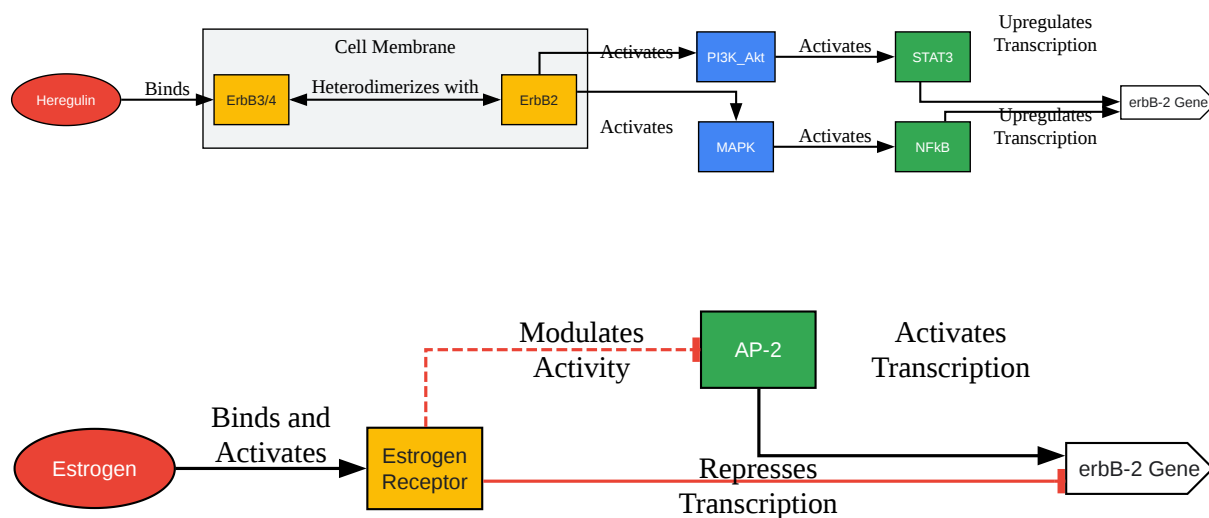 Upregulates
Transcription
Cell Membrane
Activates
PI3K_Akt
Activates
STAT3
Heregulin
Binds
ErbB3/4
Heterodimerizes with
ErbB2
erbB-2 Gene
Activates
MAPK
Activates
NFkB
Upregulates
Transcription
Modulates
Activity
AP-2
Activates
Transcription
Binds and
Activates
Estrogen
Estrogen
Receptor
Represses
Transcription
erbB-2 Gene